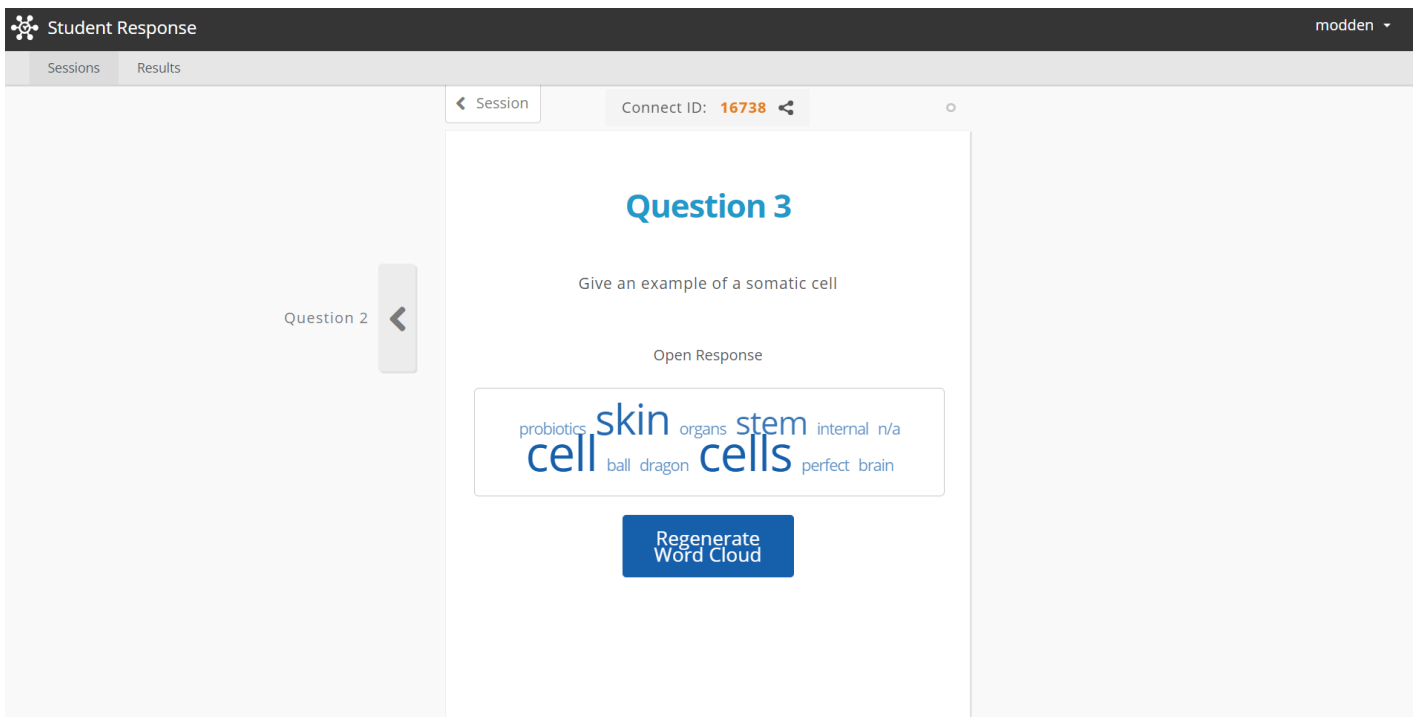 Student Response
modden
Sessions Results
Session
Connect ID: 16738
Question 3
Give an example of a somatic cell
Question 2
Open Response
probiotics skin organs stem internal n/a
cell ball dragon cells perfect brain
Regenerate
Word Cloud